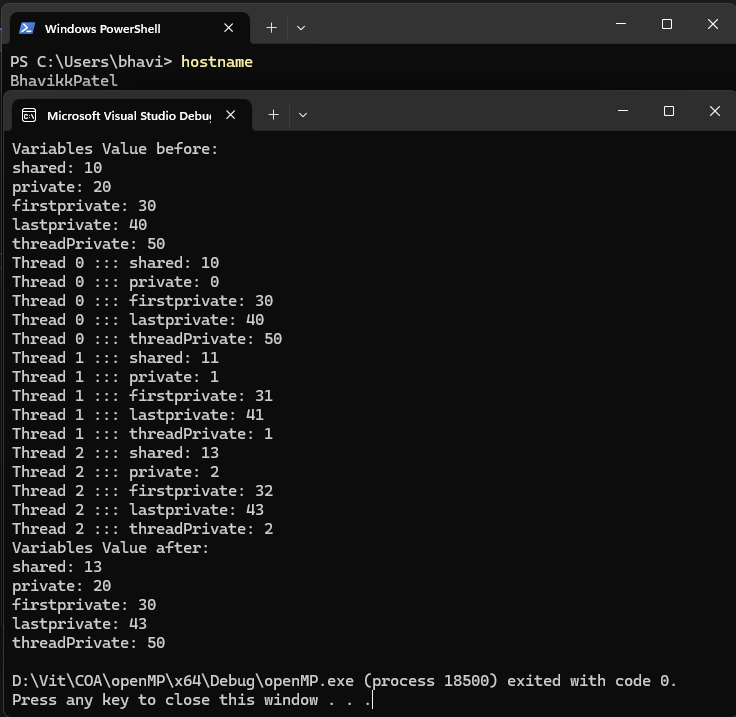 Windows PowerShell
PS C:\Users\bhavi> hostname
BhavikkPatel
Microsoft Visual Studio Debug
Variables Value before:
shared: 10
private: 20
firstprivate: 30
lastprivate: 40
threadPrivate: 50
Thread 0 ::: shared: 10
Thread 0 ::: private: 0
Thread 0 ::: firstprivate: 30
Thread 0 ::: lastprivate: 40
Thread 0 ::: threadPrivate: 50
Thread 1 ::: shared: 11
Thread 1 ::: private: 1
Thread 1 ::: firstprivate: 31
Thread 1 ::: lastprivate: 41
Thread 1 ::: threadPrivate: 1
Thread 2 ::: shared: 13
Thread 2 ::: private: 2
Thread 2 ::: firstprivate: 32
Thread 2 ::: lastprivate: 43
Thread 2 ::: threadPrivate: 2
Variables Value after:
shared: 13
private: 20
firstprivate: 30
lastprivate: 43
threadPrivate: 50
D:\Vit\COA\openMP\x64\Debug\openMP.exe (process 18500) exited with code 0.
Press any key to close this window . . .